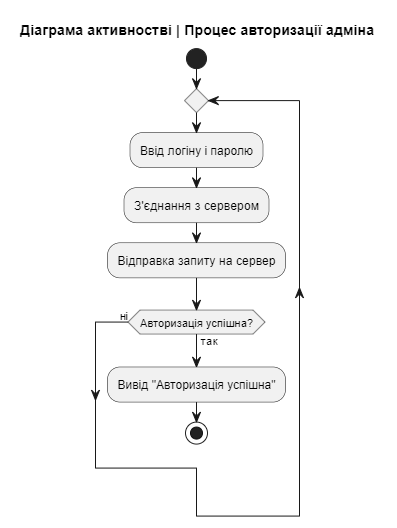 Діаграма активностві | Процес авторизації адміна
Ввід логіну і паролю
З'єднання з сервером
Відправка запиту на сервер
ні
Авторизація успішна?
так
Вивід "Авторизація успішна"